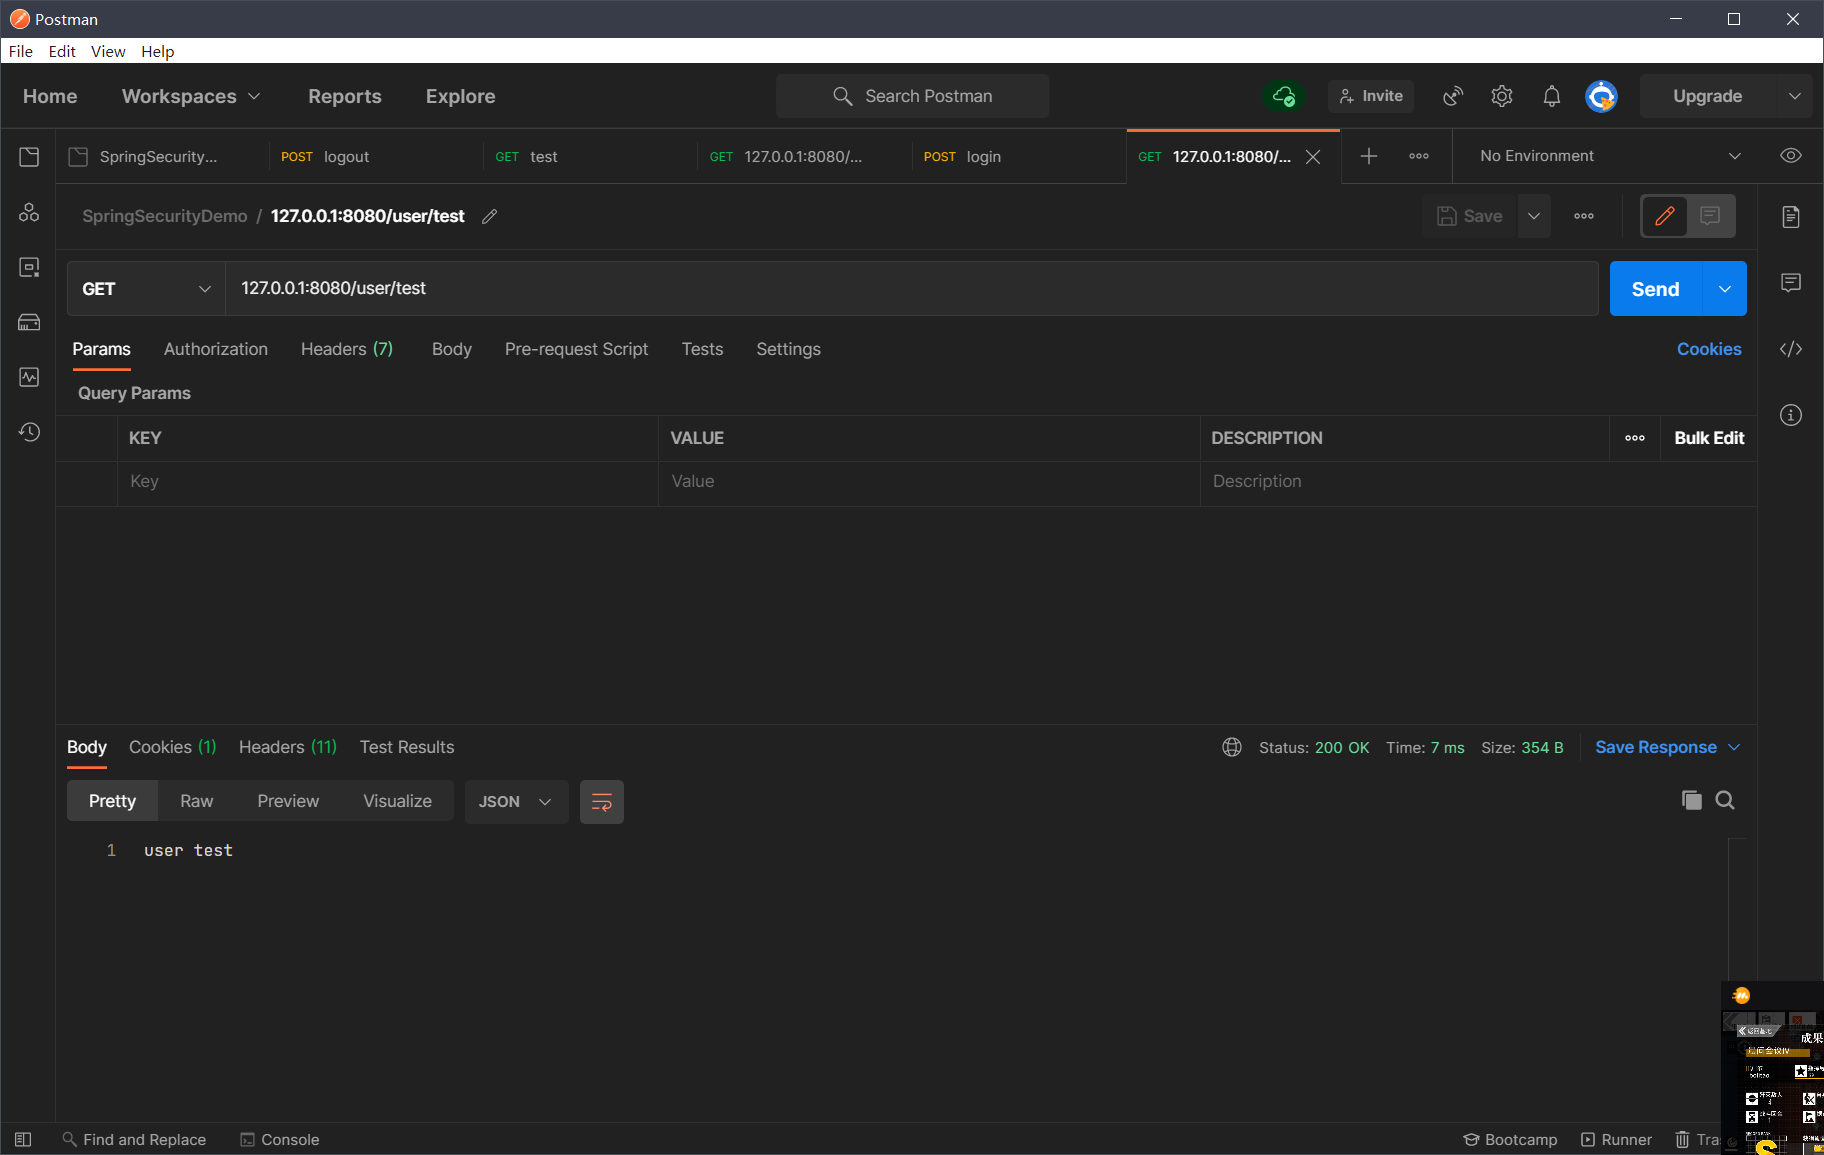 Postman
File Edit View Help
Home Workspaces Reports Explore Search Postman Invite Upgrade
SpringSecurity... POST logout GET test GET 127.0.0.1:8080/... POST login GET 127.0.0.1:8080/... No Environment
SpringSecurityDemo / 127.0.0.1:8080/user/test Save
GET 127.0.0.1:8080/user/test Send
Params Authorization Headers (7) Body Pre-request Script Tests Settings Cookies
Query Params
KEY VALUE DESCRIPTION Bulk Edit
Key Value Description
Body Cookies (1) Headers (11) Test Results Status: 200 OK Time: 7 ms Size: 354 B Save Response
Pretty Raw Preview Visualize JSON
1 user test
成果
Find and Replace Console Bootcamp Runner Tra